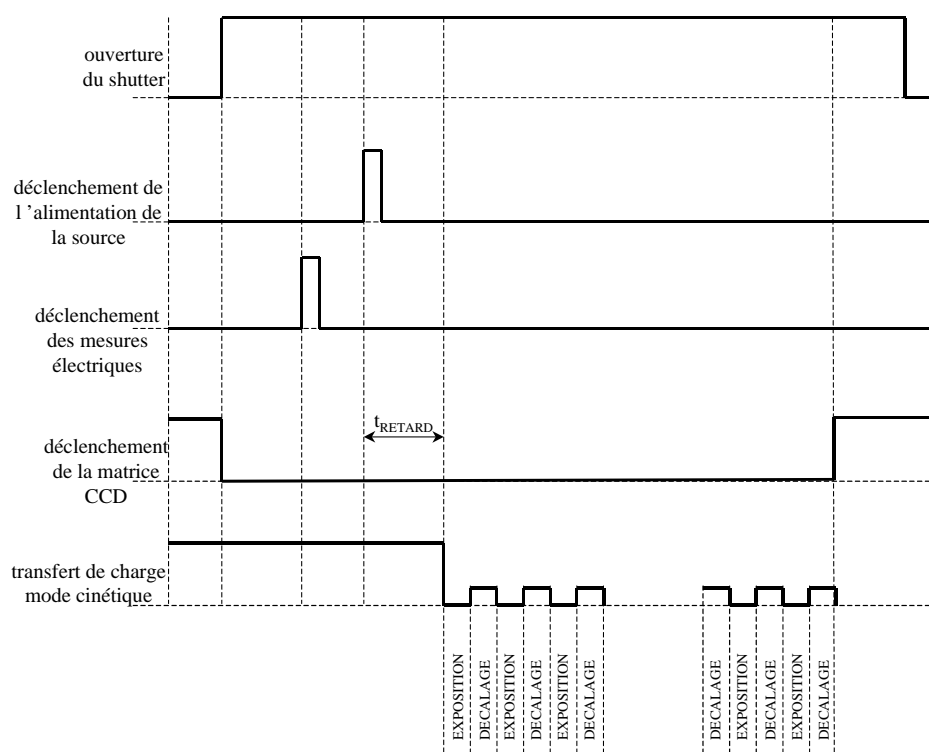 ouverture
du shutter
déclenchement de
l ’alimentation de
la source
déclenchement
des mesures
électriques
tRETARD
déclenchement
de la matrice
CCD
transfert de charge
mode cinétique
EXPOSITION
DECALAGE
EXPOSITION
DECALAGE
EXPOSITION
DECALAGE
DECALAGE
EXPOSITION
DECALAGE
EXPOSITION
DECALAGE